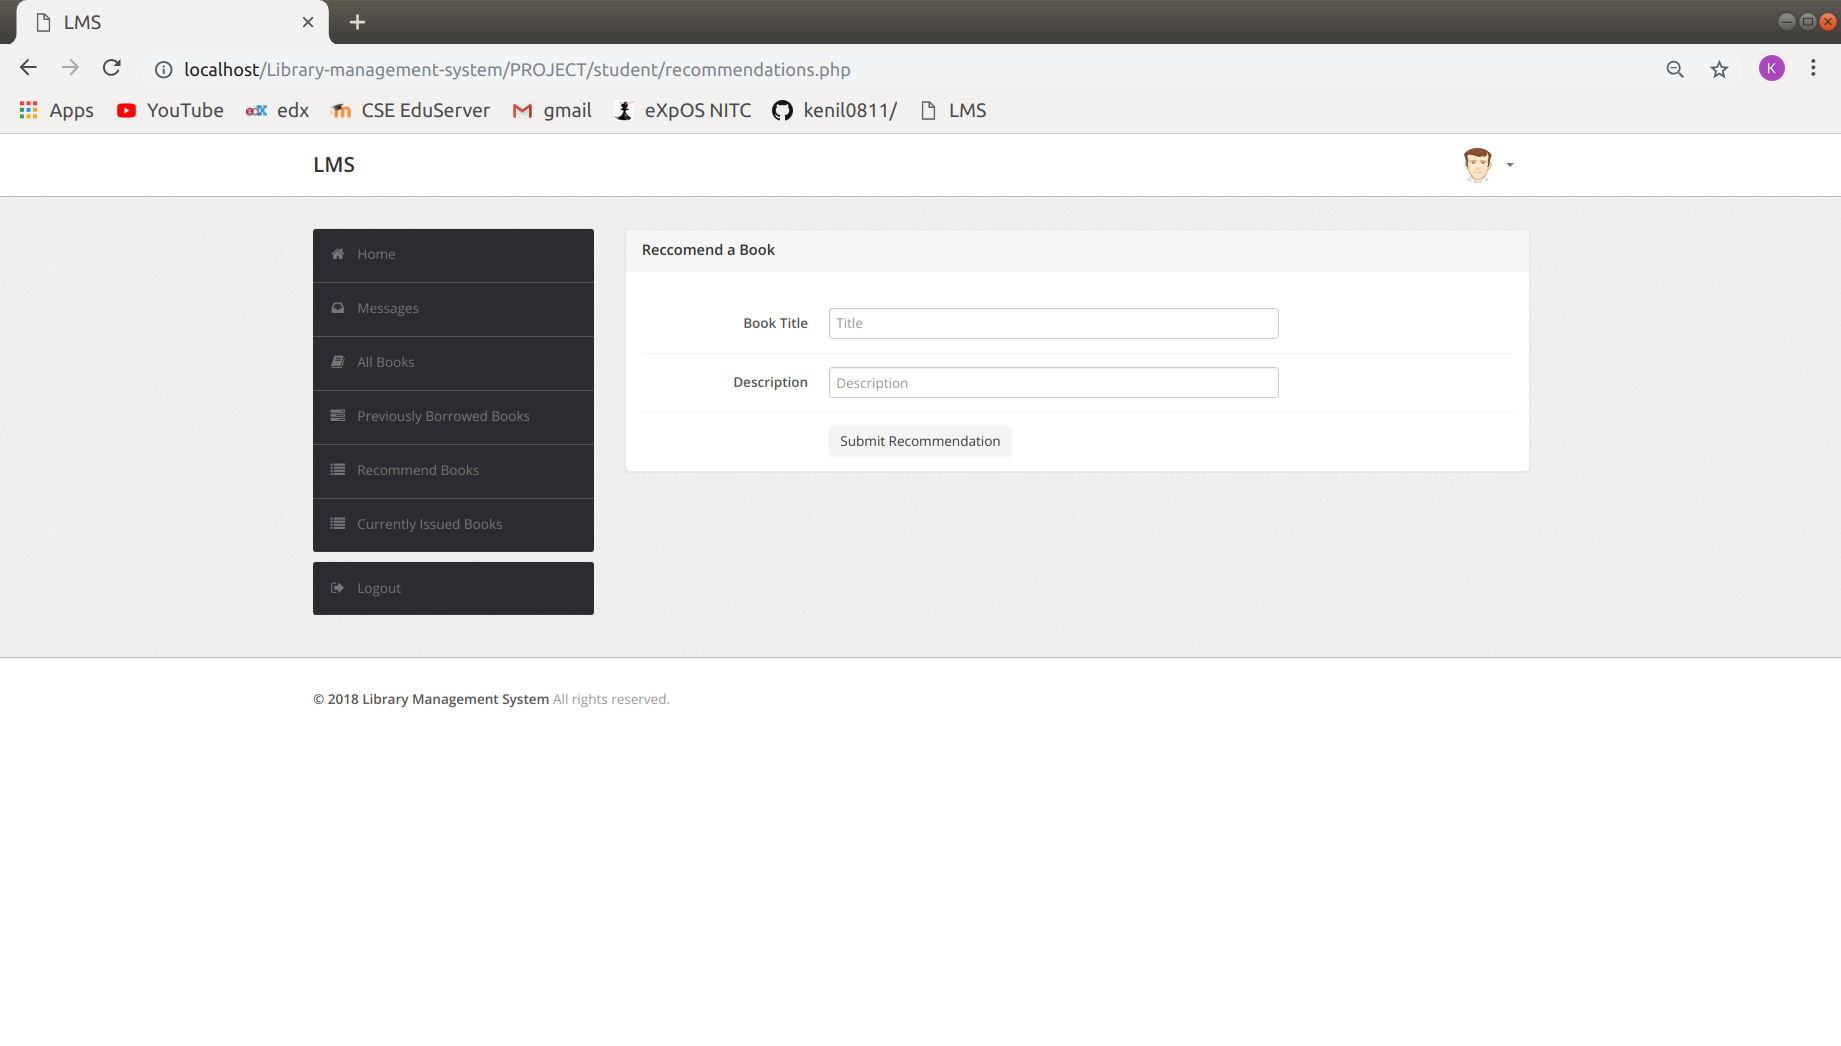 LMS
localhost/Library-management-system/PROJECT/student/recommendations.php
K
Apps YouTube edx CSE EduServer gmail eXpOS NITC kenil0811/ LMS
LMS
Home
Messages
All Books
Previously Borrowed Books
Recommend Books
Currently Issued Books
Logout
Reccomend a Book
Book Title Title
Description Description
Submit Recommendation
© 2018 Library Management System All rights reserved.